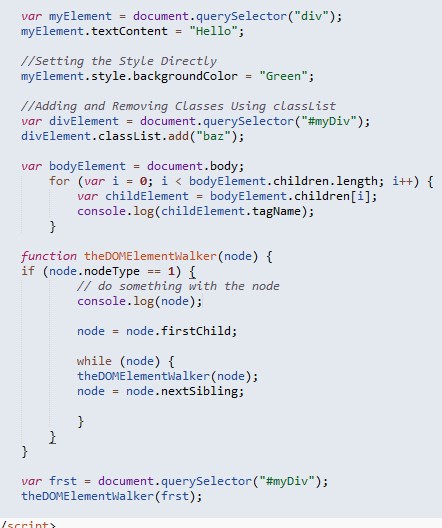 var myElement = document.querySelector("div");
myElement.textContent = "Hello";

//Setting the Style Directly
myElement.style.backgroundColor = "Green";

//Adding and Removing Classes Using classList
var divElement = document.querySelector("#myDiv");
divElement.classList.add("baz");

var bodyElement = document.body;
    for (var i = 0; i < bodyElement.children.length; i++) {
        var childElement = bodyElement.children[i];
        console.log(childElement.tagName);
    }

function theDOMElementWalker(node) {
if (node.nodeType == 1) {
        // do something with the node
        console.log(node);

        node = node.firstChild;

        while (node) {
        theDOMElementWalker(node);
        node = node.nextSibling;

        }
    }
}

var frst = document.querySelector("#myDiv");
theDOMElementWalker(frst);

/script>